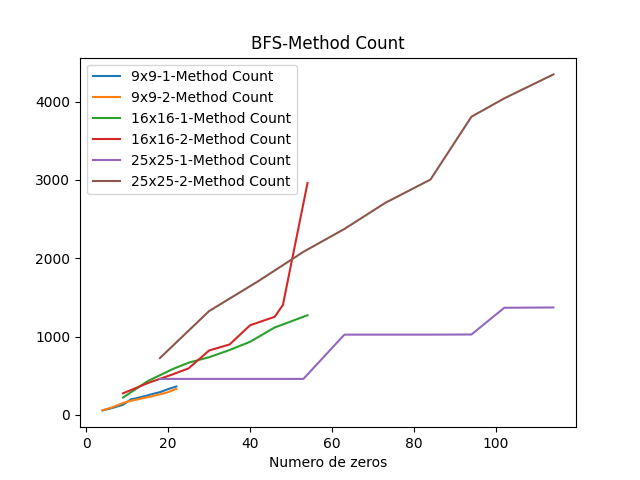 BFS-Method Count
9x9-1-Method Count
9x9-2-Method Count
16x16-1-Method Count
16x16-2-Method Count
25x25-1-Method Count
25x25-2-Method Count
4000
3000
2000
1000
0
0 20 40 60 80 100
Numero de zeros